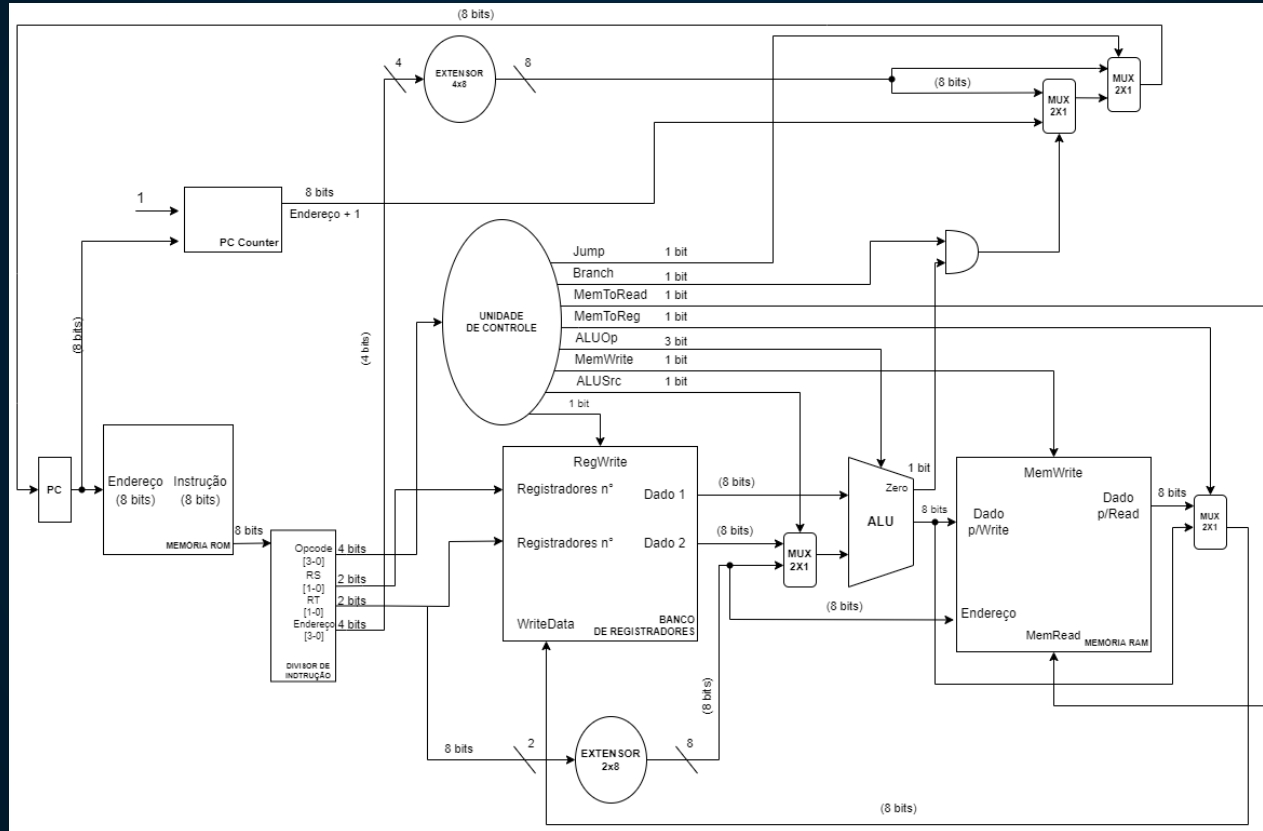 (8 bits)
4
EXTENSOR
4x8
8
(8 bits)
MUX
2X1
MUX
2X1
1
8 bits
Endereço + 1
PC Counter
(8 bits)
(4 bits)
UNIDADE
DE CONTROLE
Jump 1 bit
Branch 1 bit
MemToRead 1 bit
MemToReg 1 bit
ALUOp 3 bit
MemWrite 1 bit
ALUSrc 1 bit
1 bit
PC
Endereço Instrução
(8 bits) (8 bits)
MEMÓRIA ROM
8 bits
Opcode 4 bits
[3-0]
RS 2 bits
[1-0]
RT 2 bits
[1-0]
Endereço 4 bits
[3-0]
DIVISOR DE
INDTRUÇÃO
RegWrite
Registradores n°
Dado 1
Registradores n°
Dado 2
WriteData
BANCO
DE REGISTRADORES
(8 bits)
(8 bits)
MUX
2X1
(8 bits)
(8 bits)
Zero
1 bit
ALU
8 bits
MemWrite
Dado
p/Write
Dado
p/Read
Endereço
MemRead
MEMÓRIA RAM
8 bits
MUX
2X1
8 bits
2
EXTENSOR
2x8
8
(8 bits)